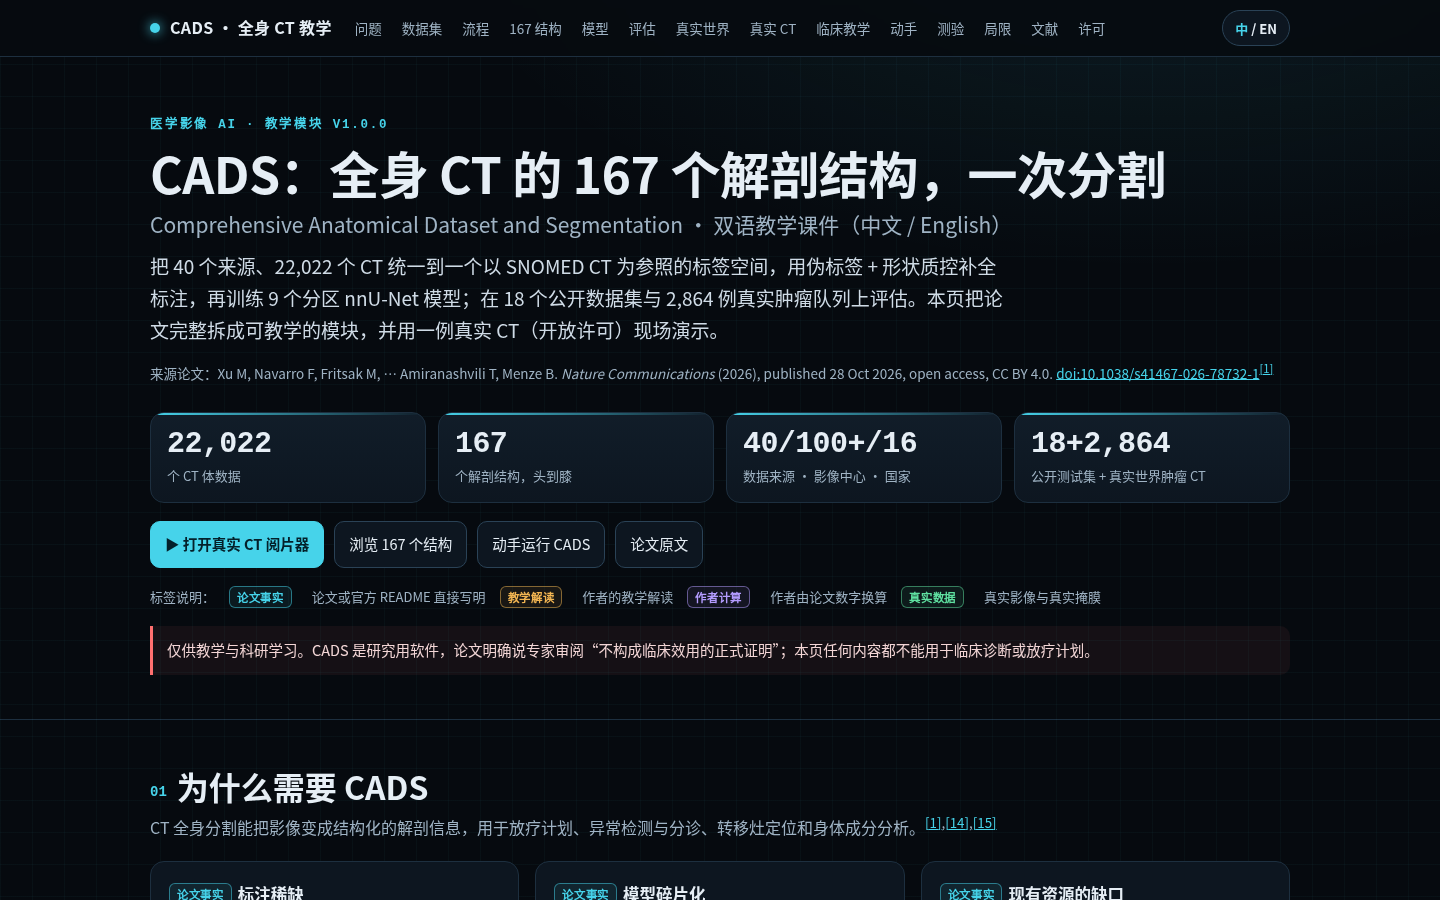 CADS · 全身 CT 教学 问题 数据集 流程 167 结构 模型 评估 真实世界 真实 CT 临床教学 动手 测验 局限 文献 许可 中 / EN
医学影像 AI · 教学模块 V1.0.0
CADS：全身 CT 的 167 个解剖结构，一次分割
Comprehensive Anatomical Dataset and Segmentation · 双语教学课件（中文 / English）
把 40 个来源、22,022 个 CT 统一到一个以 SNOMED CT 为参照的标签空间，用伪标签 + 形状质控补全
标注，再训练 9 个分区 nnU-Net 模型；在 18 个公开数据集与 2,864 例真实肿瘤队列上评估。本页把论
文完整拆成可教学的模块，并用一例真实 CT（开放许可）现场演示。
来源论文：Xu M, Navarro F, Fritsak M, ··· Amiranashvili T, Menze B. Nature Communications (2026), published 28 Oct 2026, open access, CC BY 4.0. doi:10.1038/s41467-026-78732-1[1]
22,022 167 40/100+/16 18+2,864
个 CT 体数据 个解剖结构，头到膝 数据来源 · 影像中心 · 国家 公开测试集 + 真实世界肿瘤 CT
▶ 打开真实 CT 阅片器 浏览 167 个结构 动手运行 CADS 论文原文
标签说明： 论文事实 论文或官方 README 直接写明 教学解读 作者的教学解读 作者计算 作者由论文数字换算 真实数据 真实影像与真实掩膜
仅供教学与科研学习。CADS 是研究用软件，论文明确说专家审阅“不构成临床效用的正式证明”；本页任何内容都不能用于临床诊断或放疗计划。
01 为什么需要 CADS
CT 全身分割能把影像变成结构化的解剖信息，用于放疗计划、异常检测与分诊、转移灶定位和身体成分分析。[1],[14],[15]
论文事实 标注稀缺 论文事实 模型碎片化 论文事实 现有资源的缺口